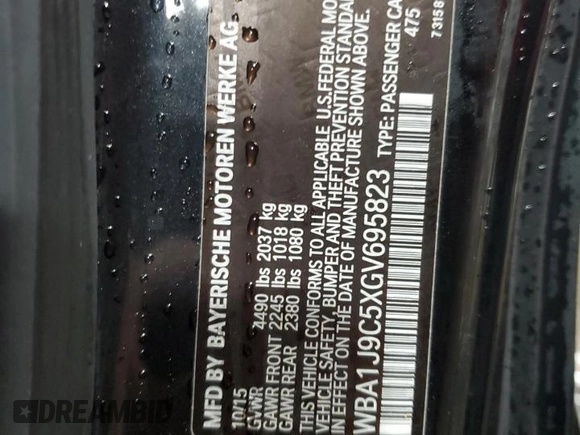 MFD BY BAYERISCHE MOTOREN WERKE AG
11/15
GVWR 4490 lbs 2037 kg
GAWR FRONT 2245 lbs 1018 kg
GAWR REAR 2380 lbs 1080 kg
THIS VEHICLE CONFORMS TO ALL APPLICABLE U.S. FEDERAL MO
VEHICLE SAFETY, BUMPER AND THEFT PREVENTION STANDA
IN EFFECT ON THE DATE OF MANUFACTURE SHOWN ABOVE.
WBA1J9C5XGV695823 TYPE: PASSENGER CA
475
73158
DREAMBID